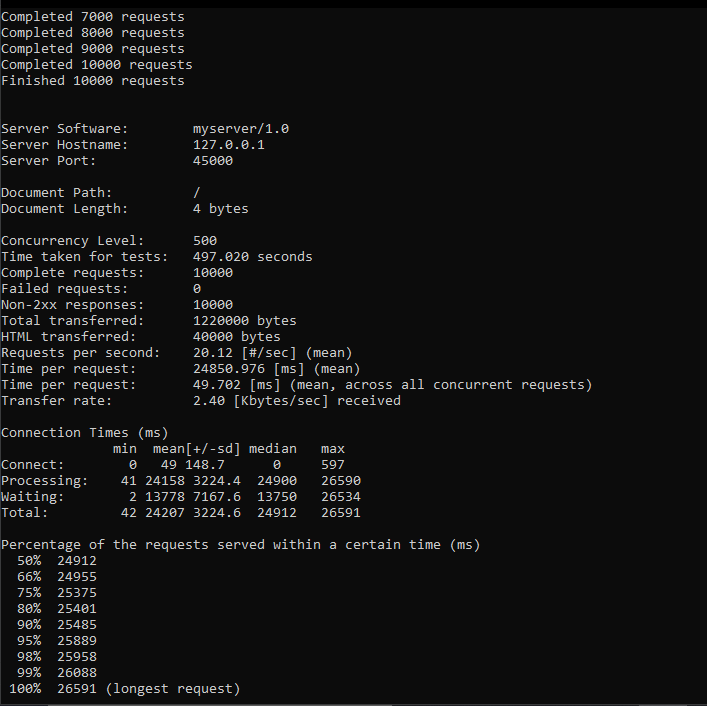 Completed 7000 requests
Completed 8000 requests
Completed 9000 requests
Completed 10000 requests
Finished 10000 requests
Server Software: myserver/1.0
Server Hostname: 127.0.0.1
Server Port: 45000
Document Path: /
Document Length: 4 bytes
Concurrency Level: 500
Time taken for tests: 497.020 seconds
Complete requests: 10000
Failed requests: 0
Non-2xx responses: 10000
Total transferred: 1220000 bytes
HTML transferred: 40000 bytes
Requests per second: 20.12 [#/sec] (mean)
Time per request: 24850.976 [ms] (mean)
Time per request: 49.702 [ms] (mean, across all concurrent requests)
Transfer rate: 2.40 [Kbytes/sec] received
Connection Times (ms)
min mean[+/-sd] median max
Connect: 0 49 148.7 0 597
Processing: 41 24158 3224.4 24900 26590
Waiting: 2 13778 7167.6 13750 26534
Total: 42 24207 3224.6 24912 26591
Percentage of the requests served within a certain time (ms)
50% 24912
66% 24955
75% 25375
80% 25401
90% 25485
95% 25889
98% 25958
99% 26088
100% 26591 (longest request)